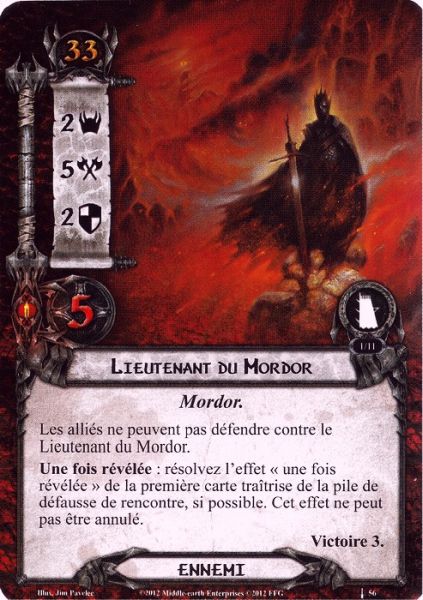 33
2
5
2
5
1/11
Lieutenant du Mordor
Mordor.
Les alliés ne peuvent pas défendre contre le
Lieutenant du Mordor.
Une fois révélée : résolvez l'effet « une fois
révélée » de la première carte traîtrise de la pile de
défausse de rencontre, si possible. Cet effet ne peut
pas être annulé.
Victoire 3.
ENNEMI
Illus. Jim Pavelec ©2012 Middle-earth Enterprises ©2012 FFG 56